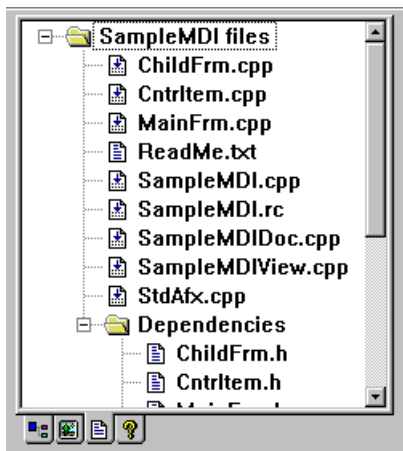 SampleMDI files
ChildFrm.cpp
CntrItem.cpp
MainFrm.cpp
ReadMe.txt
SampleMDI.cpp
SampleMDI.rc
SampleMDIDoc.cpp
SampleMDIView.cpp
StdAfx.cpp
Dependencies
ChildFrm.h
CntrItem.h